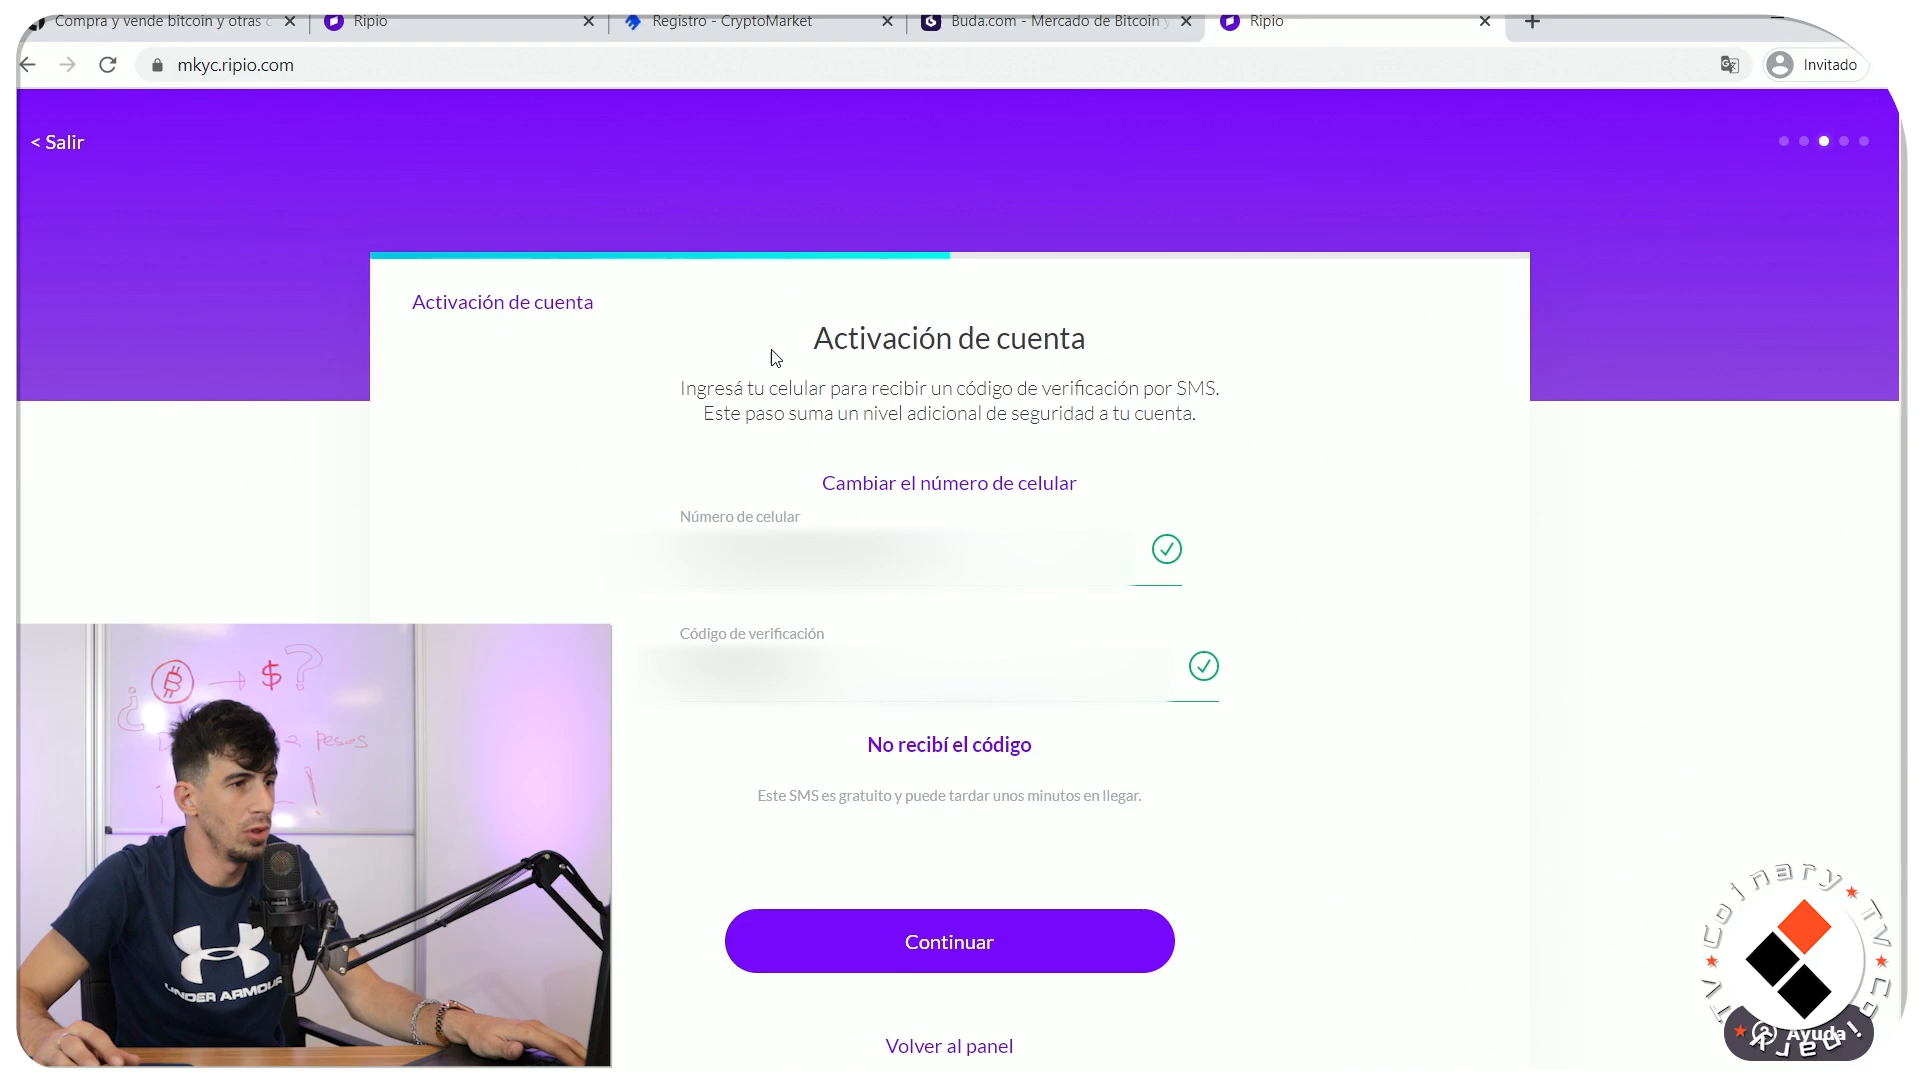 Compra y vende bitcoin y otras c
Ripio
Registro - CryptoMarket
Buda.com - Mercado de Bitcoin y
Ripio
mkyc.ripio.com
Invitado
< Salir
Activación de cuenta
Activación de cuenta
Ingresá tu celular para recibir un código de verificación por SMS.
Este paso suma un nivel adicional de seguridad a tu cuenta.
Cambiar el número de celular
Número de celular
Código de verificación
No recibí el código
Este SMS es gratuito y puede tardar unos minutos en llegar.
Continuar
Volver al panel
₿ → $?
¿
a pesos
¡
!
UNDER ARMOUR
Coinary TV
Coinary TV
Ayuda